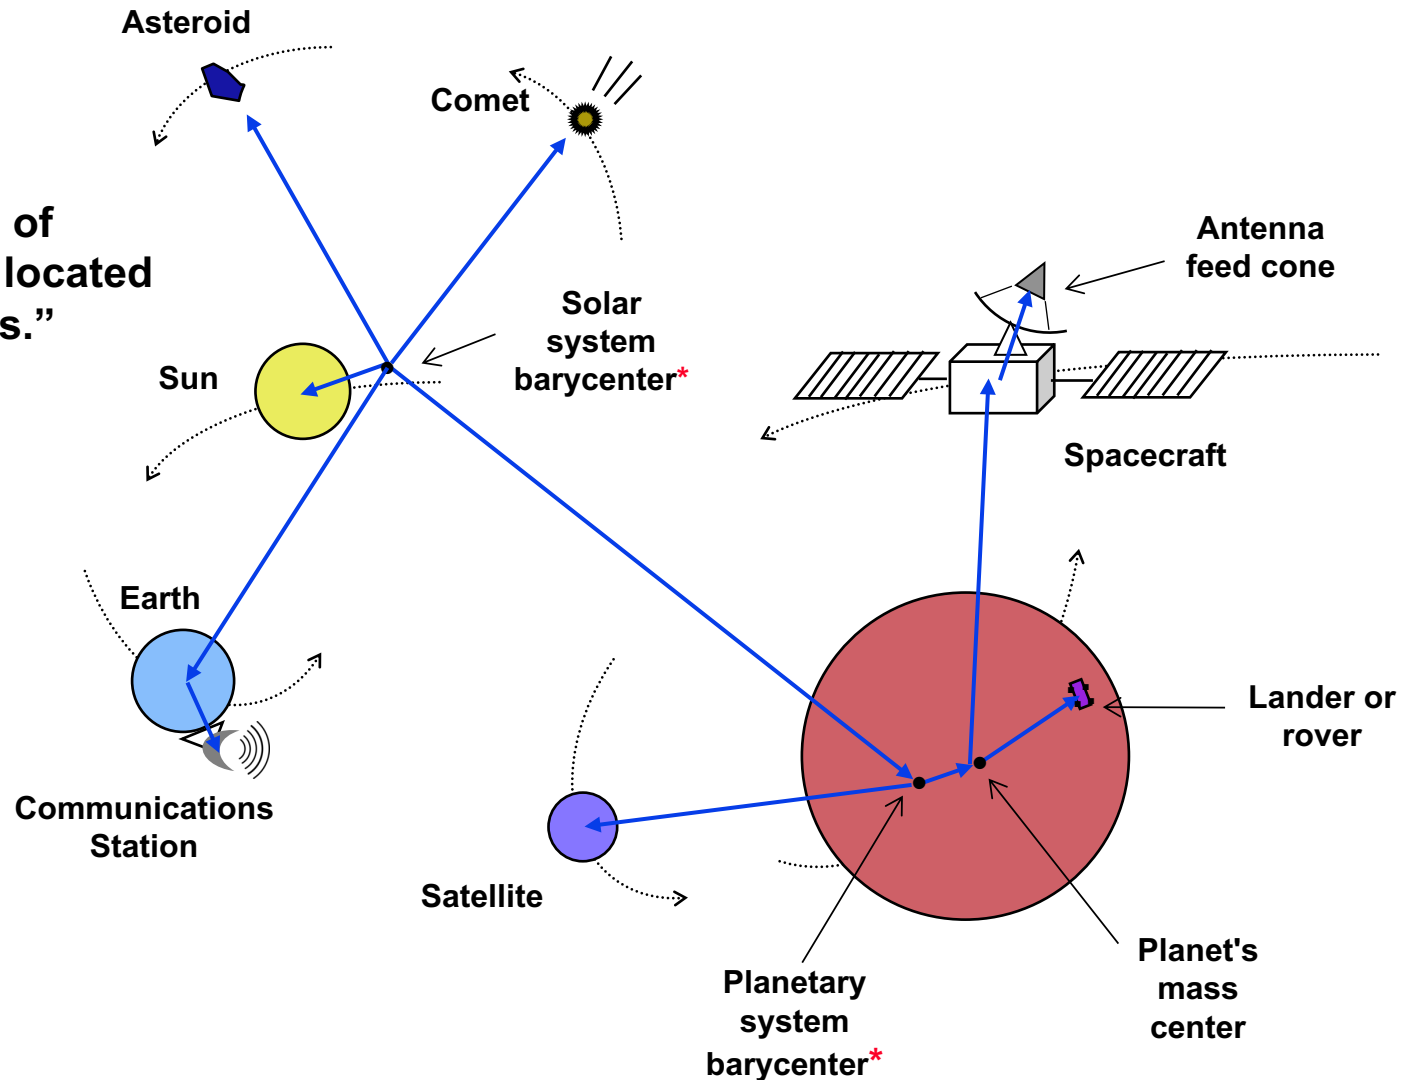 Asteroid
Comet
of
located
s.”
Antenna
feed cone
Solar
system
barycenter*
Sun
Spacecraft
Earth
Lander or
rover
Communications
Station
Satellite
Planet's
mass
center
Planetary
system
barycenter*